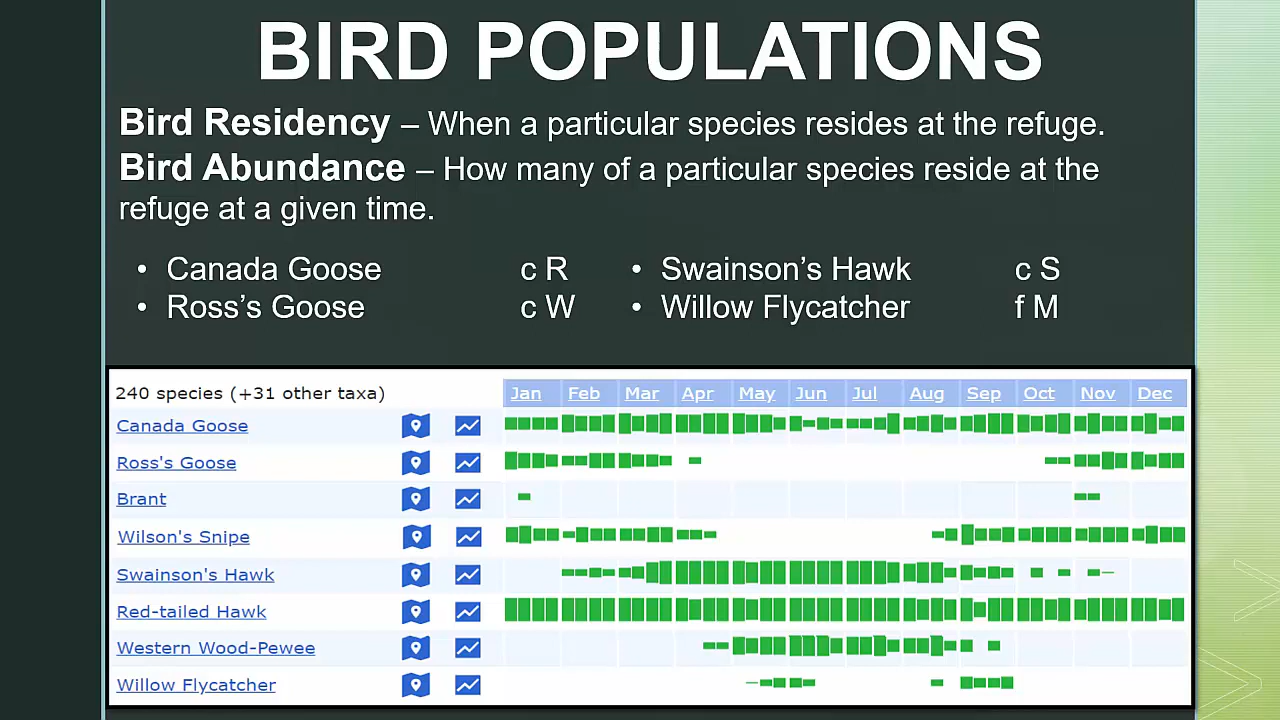 BIRD POPULATIONS
Bird Residency – When a particular species resides at the refuge.
Bird Abundance – How many of a particular species reside at the
refuge at a given time.
• Canada Goose c R • Swainson's Hawk c S
• Ross's Goose c W • Willow Flycatcher f M
240 species (+31 other taxa) Jan Feb Mar Apr May Jun Jul Aug Sep Oct Nov Dec
Canada Goose
Ross's Goose
Brant
Wilson's Snipe
Swainson's Hawk
Red-tailed Hawk
Western Wood-Pewee
Willow Flycatcher